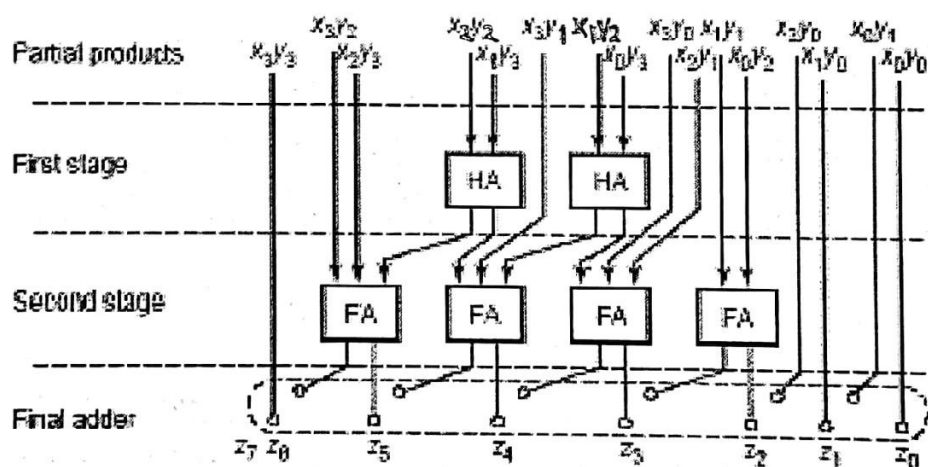 x₃y₂ x₂y₂ x₃y₁ x₁y₂ x₃y₀ x₁y₁ x₂y₀ x₀y₁
Partial products x₃y₃ x₂y₃ x₁y₃ x₀y₃ x₂y₁ x₀y₂ x₁y₀ x₀y₀
First stage HA HA
Second stage FA FA FA FA
Final adder
z₇ z₆ z₅ z₄ z₃ z₂ z₁ z₀